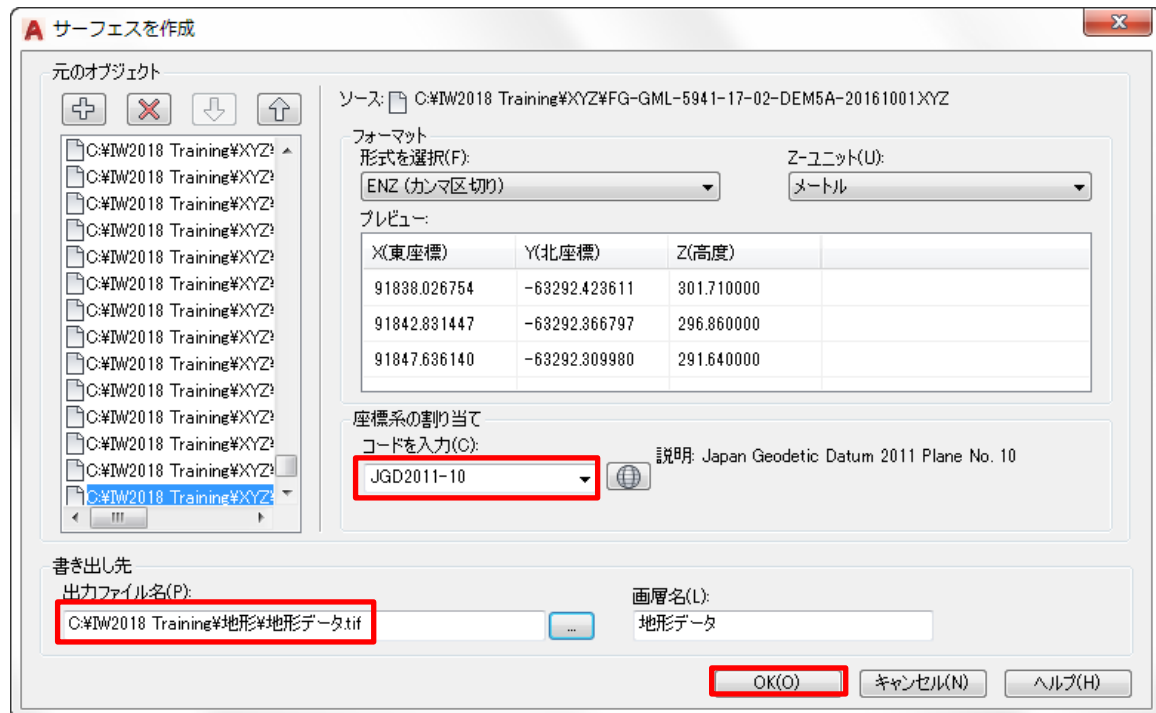 サーフェスを作成
元のオブジェクト
C:¥IW2018 Training¥XYZ¥
C:¥IW2018 Training¥XYZ¥
C:¥IW2018 Training¥XYZ¥
C:¥IW2018 Training¥XYZ¥
C:¥IW2018 Training¥XYZ¥
C:¥IW2018 Training¥XYZ¥
C:¥IW2018 Training¥XYZ¥
C:¥IW2018 Training¥XYZ¥
C:¥IW2018 Training¥XYZ¥
C:¥IW2018 Training¥XYZ¥
C:¥IW2018 Training¥XYZ¥
C:¥IW2018 Training¥XYZ¥
C:¥IW2018 Training¥XYZ¥
C:¥IW2018 Training¥XYZ¥
ソース: C:¥IW2018 Training¥XYZ¥FG-GML-5941-17-02-DEM5A-20161001.XYZ
フォーマット
形式を選択(F): Z-ユニット(U):
ENZ (カンマ区切り) メートル
プレビュー:
X(東座標) Y(北座標) Z(高度)
91838.026754 -63292.423611 301.710000
91842.831447 -63292.366797 296.860000
91847.636140 -63292.309980 291.640000
座標系の割り当て
コードを入力(C):
JGD2011-10 説明: Japan Geodetic Datum 2011 Plane No. 10
書き出し先
出力ファイル名(P): 画層名(L):
C:¥IW2018 Training¥地形¥地形データ.tif ... 地形データ
OK(O) キャンセル(N) ヘルプ(H)